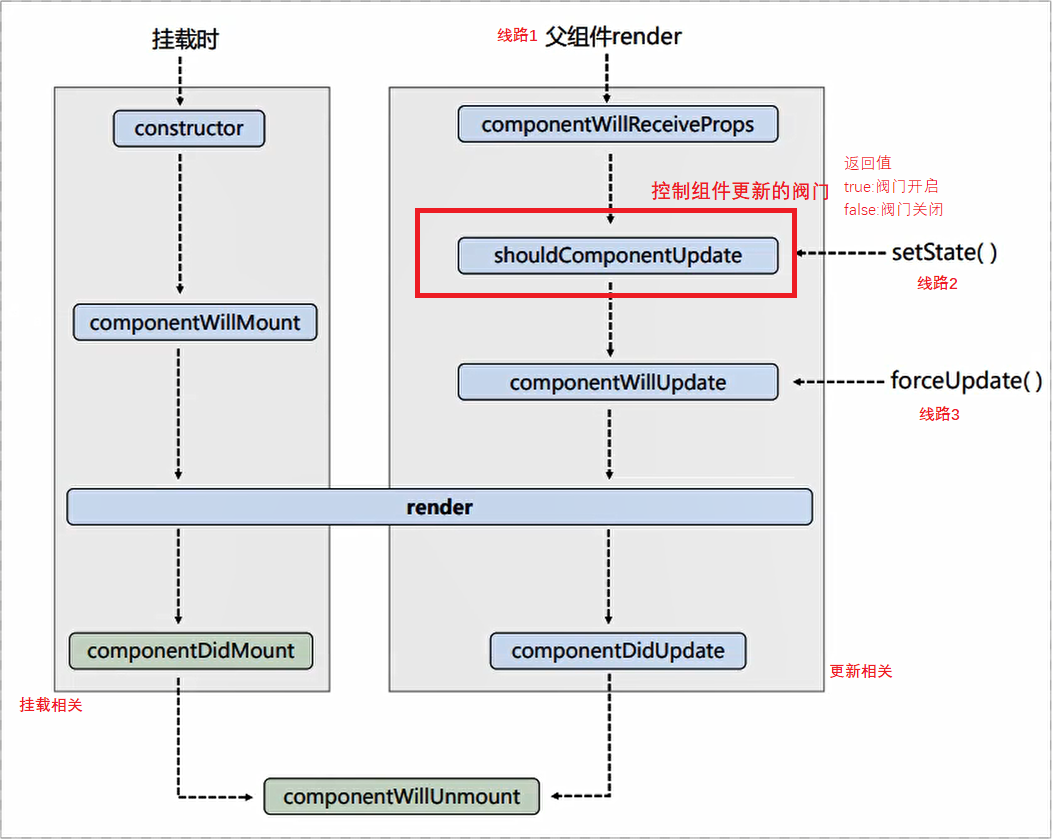 挂载时
线路1 父组件render
constructor
componentWillReceiveProps
返回值
true:阀门开启
false:阀门关闭
控制组件更新的阀门
shouldComponentUpdate
setState( )
线路2
componentWillMount
componentWillUpdate
forceUpdate( )
线路3
render
componentDidMount
componentDidUpdate
更新相关
挂载相关
componentWillUnmount